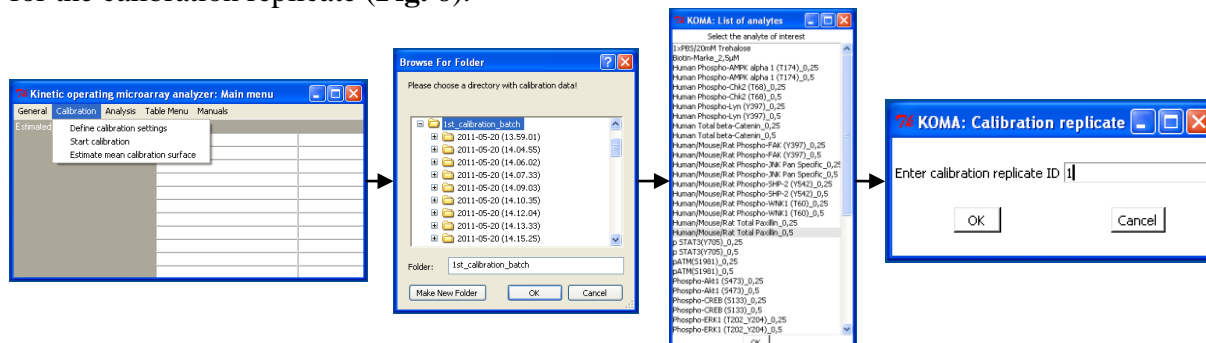 for the calibration replicate (Fig. 6).
Kinetic operating microarray analyzer: Main menu
General Calibration Analysis Table Menu Manuals
Estimated
Define calibration settings
Start calibration
Estimate mean calibration surface
Browse For Folder
Please choose a directory with calibration data!
1st_calibration_batch
2011-05-20 (13.59.01)
2011-05-20 (14.04.55)
2011-05-20 (14.06.02)
2011-05-20 (14.07.33)
2011-05-20 (14.09.03)
2011-05-20 (14.10.35)
2011-05-20 (14.12.04)
2011-05-20 (14.13.33)
2011-05-20 (14.15.25)
Folder: 1st_calibration_batch
Make New Folder OK Cancel
KOMA: List of analytes
Select the analyte of interest
1xPBS/20mM Trehalose
Biotin-Marke_2,5µM
Human Phospho-AMPK alpha 1 (T174)_0,25
Human Phospho-AMPK alpha 1 (T174)_0,5
Human Phospho-Chk2 (T68)_0,25
Human Phospho-Chk2 (T68)_0,5
Human Phospho-Lyn (Y397)_0,25
Human Phospho-Lyn (Y397)_0,5
Human Total beta-Catenin_0,25
Human Total beta-Catenin_0,5
Human/Mouse/Rat Phospho-FAK (Y397)_0,25
Human/Mouse/Rat Phospho-FAK (Y397)_0,5
Human/Mouse/Rat Phospho-JNK Pan Specific_0,25
Human/Mouse/Rat Phospho-JNK Pan Specific_0,5
Human/Mouse/Rat Phospho-SHP-2 (Y542)_0,25
Human/Mouse/Rat Phospho-SHP-2 (Y542)_0,5
Human/Mouse/Rat Phospho-WNK1 (T60)_0,25
Human/Mouse/Rat Phospho-WNK1 (T60)_0,5
Human/Mouse/Rat Total Paxillin_0,25
Human/Mouse/Rat Total Paxillin_0,5
p STAT3(Y705)_0,25
p STAT3(Y705)_0,5
pATM(S1981)_0,25
pATM(S1981)_0,5
Phospho-Akt1 (S473)_0,25
Phospho-Akt1 (S473)_0,5
Phospho-CREB (S133)_0,25
Phospho-CREB (S133)_0,5
Phospho-ERK1 (T202_Y204)_0,25
Phospho-ERK1 (T202_Y204)_0,5
OK
KOMA: Calibration replicate
Enter calibration replicate ID 1
OK Cancel